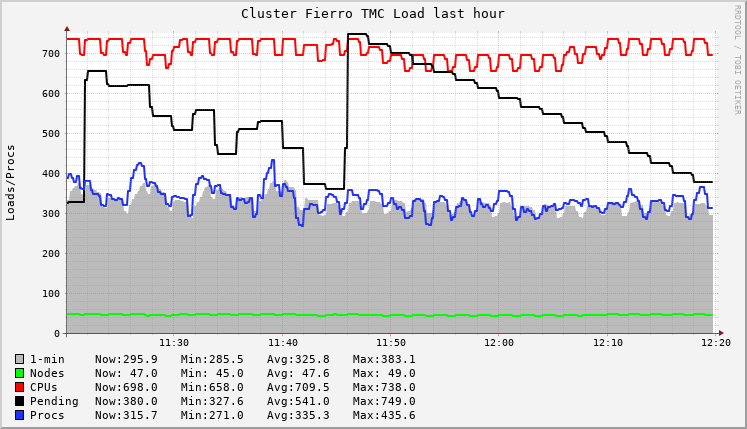 Cluster Fierro TMC Load last hour
RRDTOOL / TOBI OETIKER
Loads/Procs
700
600
500
400
300
200
100
0
11:30 11:40 11:50 12:00 12:10 12:20
1-min Now:295.9 Min:285.5 Avg:325.8 Max:383.1
Nodes Now: 47.0 Min: 45.0 Avg: 47.6 Max: 49.0
CPUs Now:698.0 Min:658.0 Avg:709.5 Max:738.0
Pending Now:380.0 Min:327.6 Avg:541.0 Max:749.0
Procs Now:315.7 Min:271.0 Avg:335.3 Max:435.6